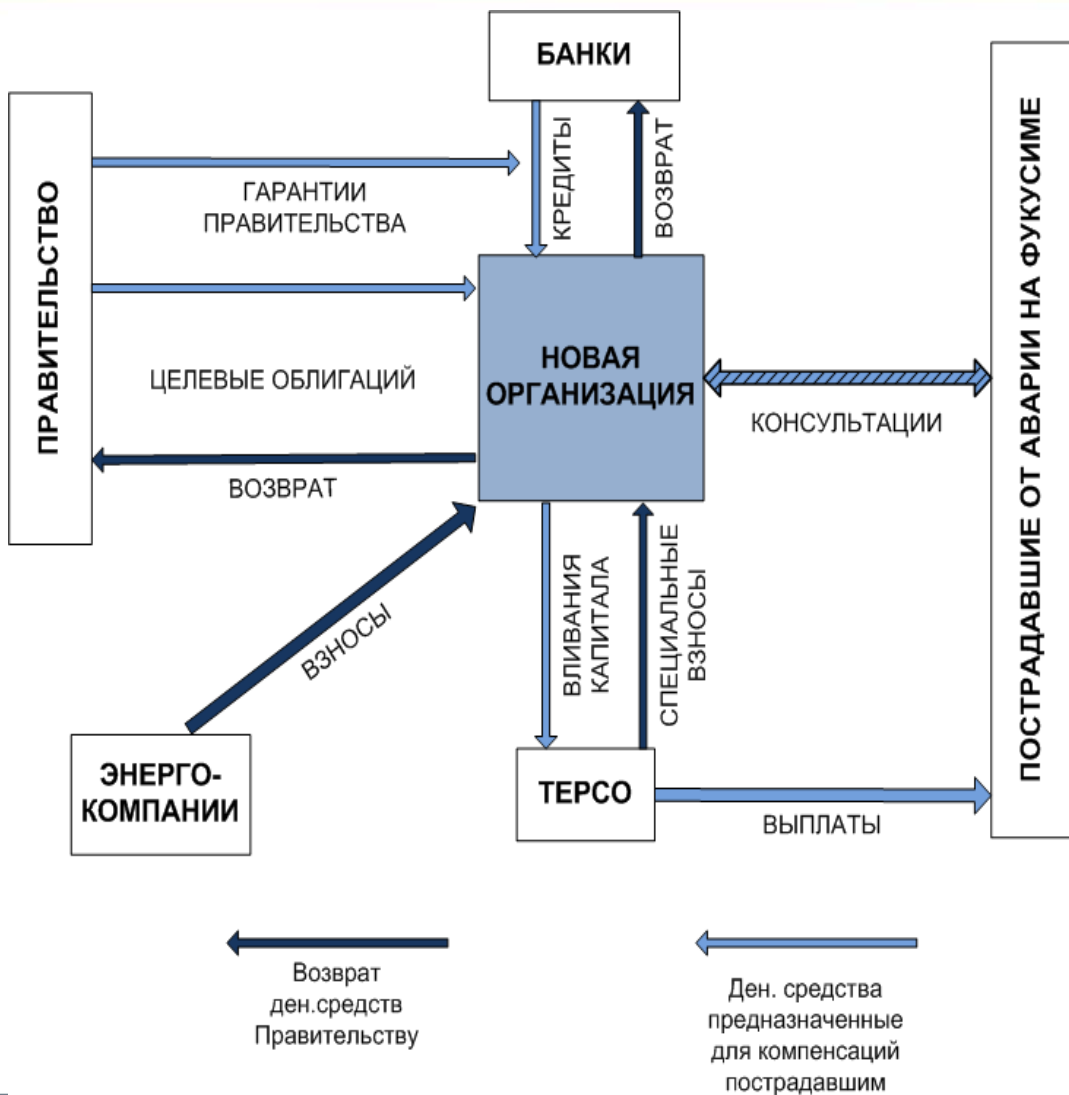 БАНКИ
ПРАВИТЕЛЬСТВО
ГАРАНТИИ
ПРАВИТЕЛЬСТВА
КРЕДИТЫ
ВОЗВРАТ
ПОСТРАДАВШИЕ ОТ АВАРИИ НА ФУКУСИМЕ
НОВАЯ
ОРГАНИЗАЦИЯ
ЦЕЛЕВЫЕ ОБЛИГАЦИЙ
КОНСУЛЬТАЦИИ
ВОЗВРАТ
ВЗНОСЫ
ВЛИВАНИЯ
КАПИТАЛА
СПЕЦИАЛЬНЫЕ
ВЗНОСЫ
ЭНЕРГО-
КОМПАНИИ
ТЕРСО
ВЫПЛАТЫ
Возврат
ден.средств
Правительству
Ден. средства
предназначенные
для компенсаций
пострадавшим